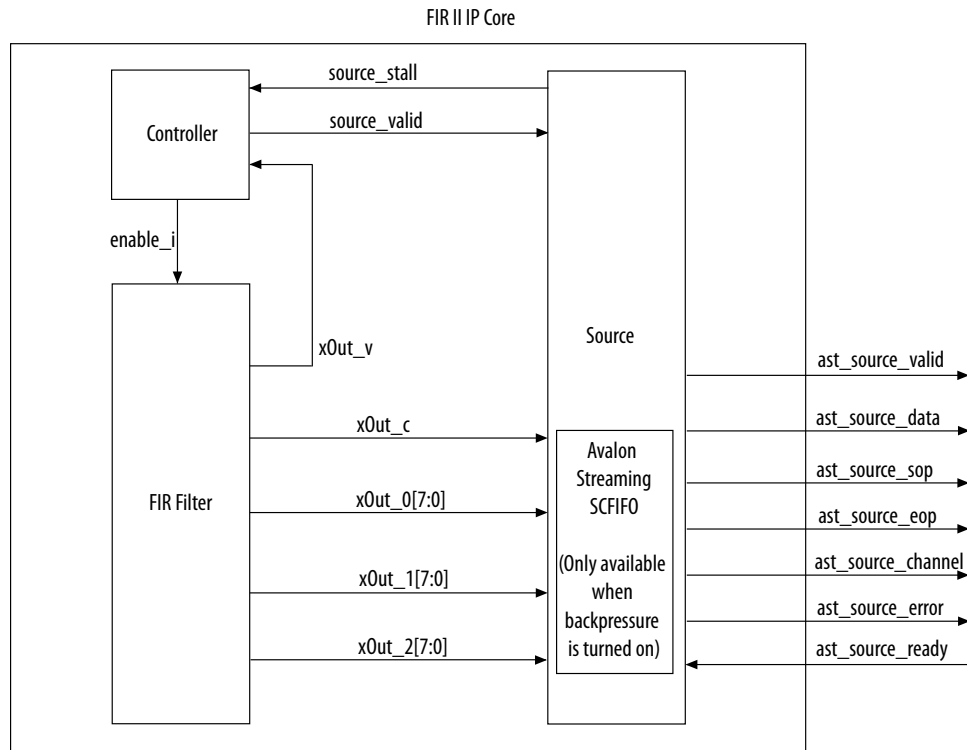 FIR II IP Core
source_stall
source_valid
Controller
enable_i
xOut_v
Source
ast_source_valid
xOut_c
ast_source_data
Avalon
Streaming
SCFIFO
(Only available
when
backpressure
is turned on)
ast_source_sop
FIR Filter
xOut_0[7:0]
ast_source_eop
ast_source_channel
xOut_1[7:0]
ast_source_error
xOut_2[7:0]
ast_source_ready